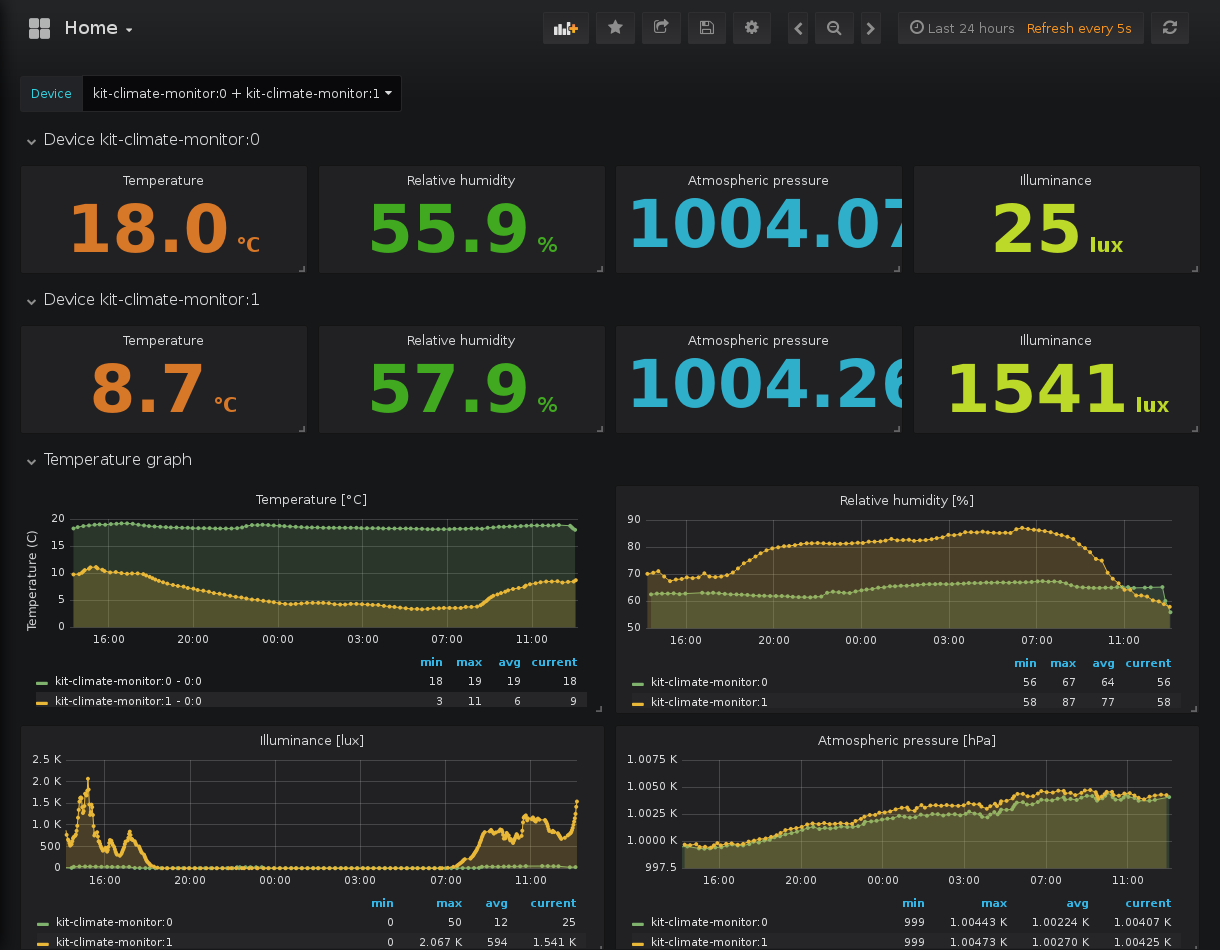 Home
Last 24 hours Refresh every 5s
Device kit-climate-monitor:0 + kit-climate-monitor:1
Device kit-climate-monitor:0
Temperature Relative humidity Atmospheric pressure Illuminance
18.0 °C 55.9 % 1004.07 25 lux
Device kit-climate-monitor:1
Temperature Relative humidity Atmospheric pressure Illuminance
8.7 °C 57.9 % 1004.26 1541 lux
Temperature graph
Temperature [°C]
Temperature (C)
20
15
10
5
0
16:00 20:00 00:00 03:00 07:00 11:00
min max avg current
kit-climate-monitor:0 - 0:0 18 19 19 18
kit-climate-monitor:1 - 0:0 3 11 6 9
Relative humidity [%]
90
80
70
60
50
16:00 20:00 00:00 03:00 07:00 11:00
min max avg current
kit-climate-monitor:0 56 67 64 56
kit-climate-monitor:1 58 87 77 58
Illuminance [lux]
2.5 K
2.0 K
1.5 K
1.0 K
500
0
16:00 20:00 00:00 03:00 07:00 11:00
min max avg current
kit-climate-monitor:0 0 50 12 25
kit-climate-monitor:1 0 2.067 K 594 1.541 K
Atmospheric pressure [hPa]
1.0075 K
1.0050 K
1.0025 K
1.0000 K
997.5
16:00 20:00 00:00 03:00 07:00 11:00
min max avg current
kit-climate-monitor:0 999 1.00443 K 1.00224 K 1.00407 K
kit-climate-monitor:1 999 1.00473 K 1.00270 K 1.00425 K